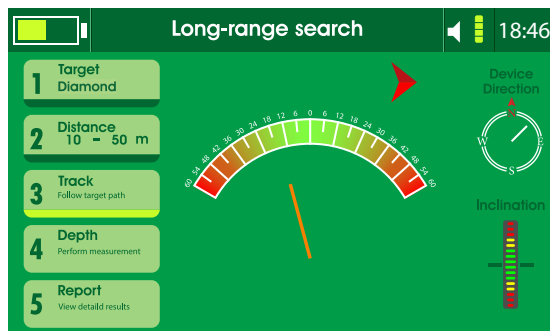 Long-range search
18:46
1 Target
Diamond
2 Distance
10 - 50 m
3 Track
Follow target path
4 Depth
Perform measurement
5 Report
View detaild results
60 54 48 42 36 30 24 18 12 6 0 6 12 18 24 30 36 42 48 54 60
Device
Direction
N
W E
S
Inclination